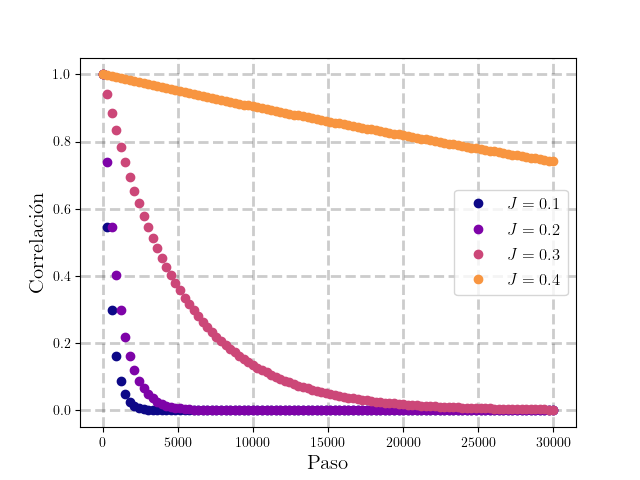 1.0
0.8
0.6
0.4
0.2
0.0
Correlación
0 5000 10000 15000 20000 25000 30000
Paso
J = 0.1
J = 0.2
J = 0.3
J = 0.4